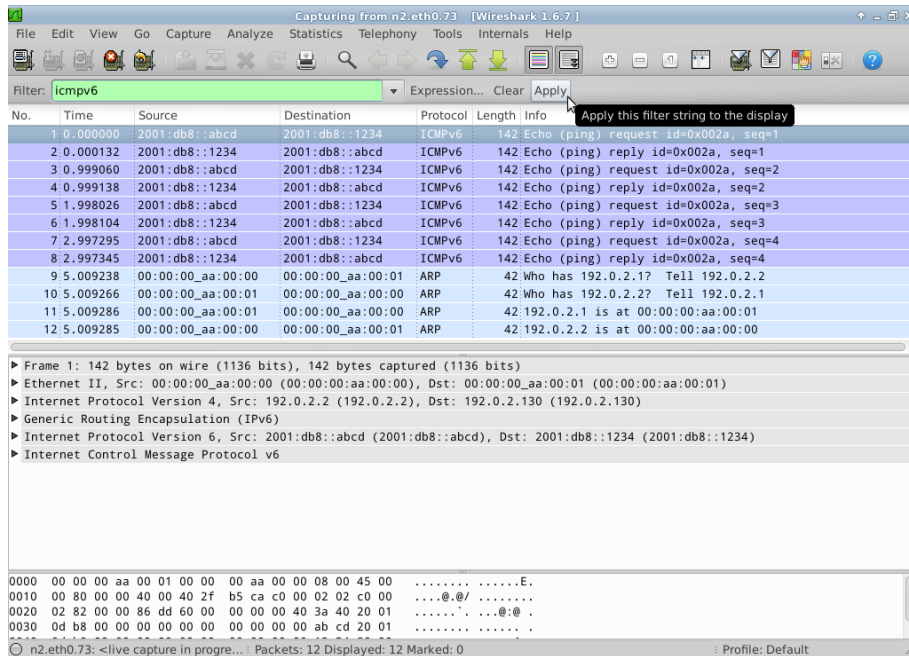 Capturing from n2.eth0.73 [Wireshark 1.6.7 ]
File Edit View Go Capture Analyze Statistics Telephony Tools Internals Help
Filter: icmpv6 Expression... Clear Apply
Apply this filter string to the display
No. Time Source Destination Protocol Length Info
1 0.000000 2001:db8::abcd 2001:db8::1234 ICMPv6 142 Echo (ping) request id=0x002a, seq=1
2 0.000132 2001:db8::1234 2001:db8::abcd ICMPv6 142 Echo (ping) reply id=0x002a, seq=1
3 0.999060 2001:db8::abcd 2001:db8::1234 ICMPv6 142 Echo (ping) request id=0x002a, seq=2
4 0.999138 2001:db8::1234 2001:db8::abcd ICMPv6 142 Echo (ping) reply id=0x002a, seq=2
5 1.998026 2001:db8::abcd 2001:db8::1234 ICMPv6 142 Echo (ping) request id=0x002a, seq=3
6 1.998104 2001:db8::1234 2001:db8::abcd ICMPv6 142 Echo (ping) reply id=0x002a, seq=3
7 2.997295 2001:db8::abcd 2001:db8::1234 ICMPv6 142 Echo (ping) request id=0x002a, seq=4
8 2.997345 2001:db8::1234 2001:db8::abcd ICMPv6 142 Echo (ping) reply id=0x002a, seq=4
9 5.009238 00:00:00_aa:00:00 00:00:00_aa:00:01 ARP 42 Who has 192.0.2.1? Tell 192.0.2.2
10 5.009266 00:00:00_aa:00:01 00:00:00_aa:00:00 ARP 42 Who has 192.0.2.2? Tell 192.0.2.1
11 5.009286 00:00:00_aa:00:01 00:00:00_aa:00:00 ARP 42 192.0.2.1 is at 00:00:00:aa:00:01
12 5.009285 00:00:00_aa:00:00 00:00:00_aa:00:01 ARP 42 192.0.2.2 is at 00:00:00:aa:00:00
Frame 1: 142 bytes on wire (1136 bits), 142 bytes captured (1136 bits)
Ethernet II, Src: 00:00:00_aa:00:00 (00:00:00:aa:00:00), Dst: 00:00:00_aa:00:01 (00:00:00:aa:00:01)
Internet Protocol Version 4, Src: 192.0.2.2 (192.0.2.2), Dst: 192.0.2.130 (192.0.2.130)
Generic Routing Encapsulation (IPv6)
Internet Protocol Version 6, Src: 2001:db8::abcd (2001:db8::abcd), Dst: 2001:db8::1234 (2001:db8::1234)
Internet Control Message Protocol v6
0000 00 00 00 aa 00 01 00 00 00 aa 00 00 08 00 45 00 ........ ......E.
0010 00 80 00 00 40 00 40 2f b5 ca c0 00 02 02 c0 00 ....@.@/ ........
0020 02 82 00 00 86 dd 60 00 00 00 00 40 3a 40 20 01 ......`. ...@:@ .
0030 0d b8 00 00 00 00 00 00 00 00 00 00 ab cd 20 01 ........ ...... .
n2.eth0.73: <live capture in progre... Packets: 12 Displayed: 12 Marked: 0 Profile: Default